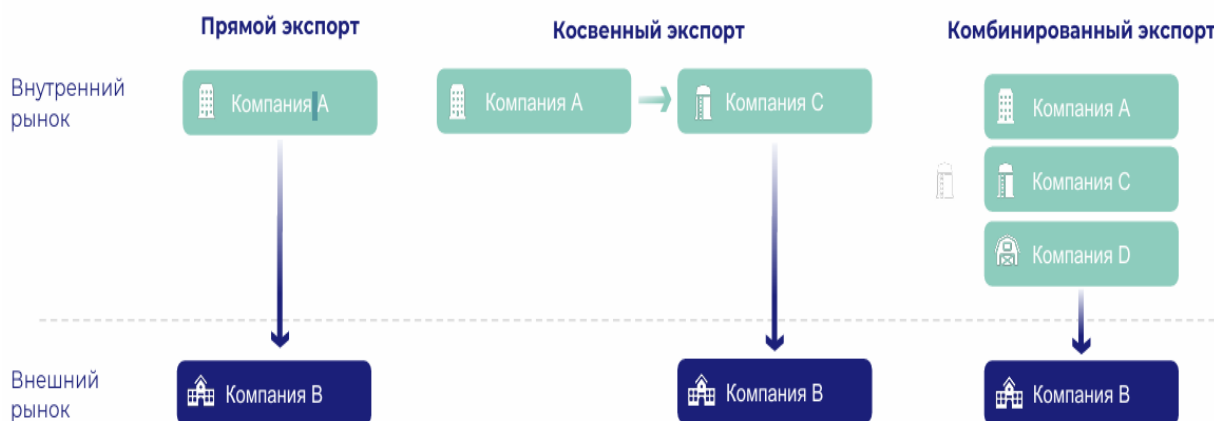 Прямой экспорт
Косвенный экспорт
Комбинированный экспорт
Внутренний
рынок
Компания А
Компания А
Компания С
Компания А
Компания С
Компания D
Внешний
рынок
Компания В
Компания В
Компания В